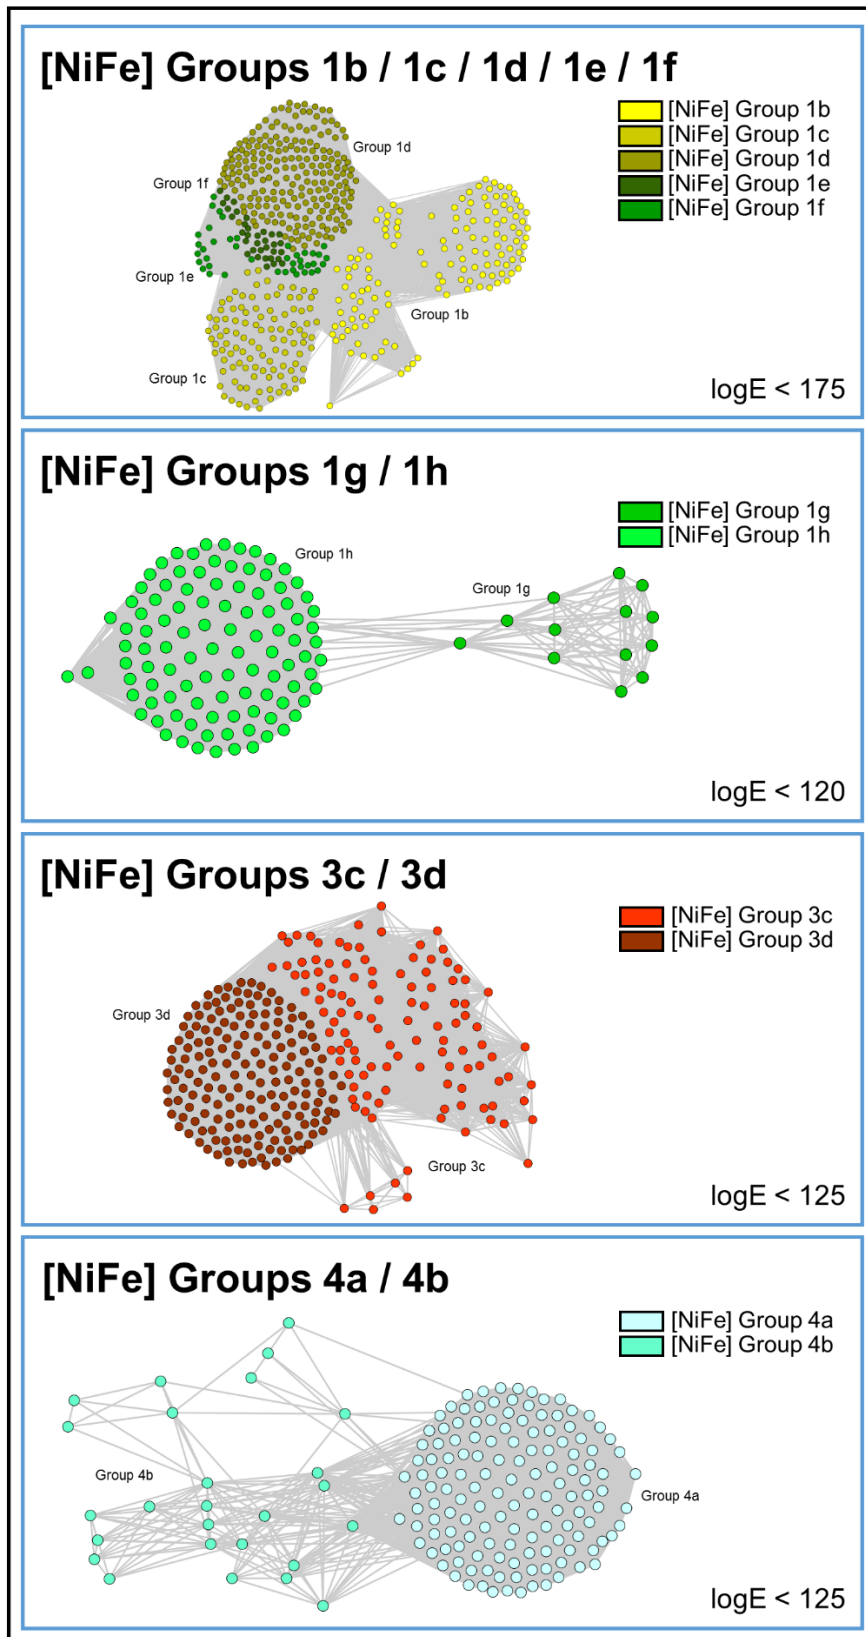 [NiFe] Groups 1b / 1c / 1d / 1e / 1f
[NiFe] Group 1b
[NiFe] Group 1c
[NiFe] Group 1d
[NiFe] Group 1e
[NiFe] Group 1f
Group 1d
Group 1f
Group 1e
Group 1b
Group 1c
logE < 175
[NiFe] Groups 1g / 1h
[NiFe] Group 1g
[NiFe] Group 1h
Group 1h
Group 1g
logE < 120
[NiFe] Groups 3c / 3d
[NiFe] Group 3c
[NiFe] Group 3d
Group 3d
Group 3c
logE < 125
[NiFe] Groups 4a / 4b
[NiFe] Group 4a
[NiFe] Group 4b
Group 4b
Group 4a
logE < 125